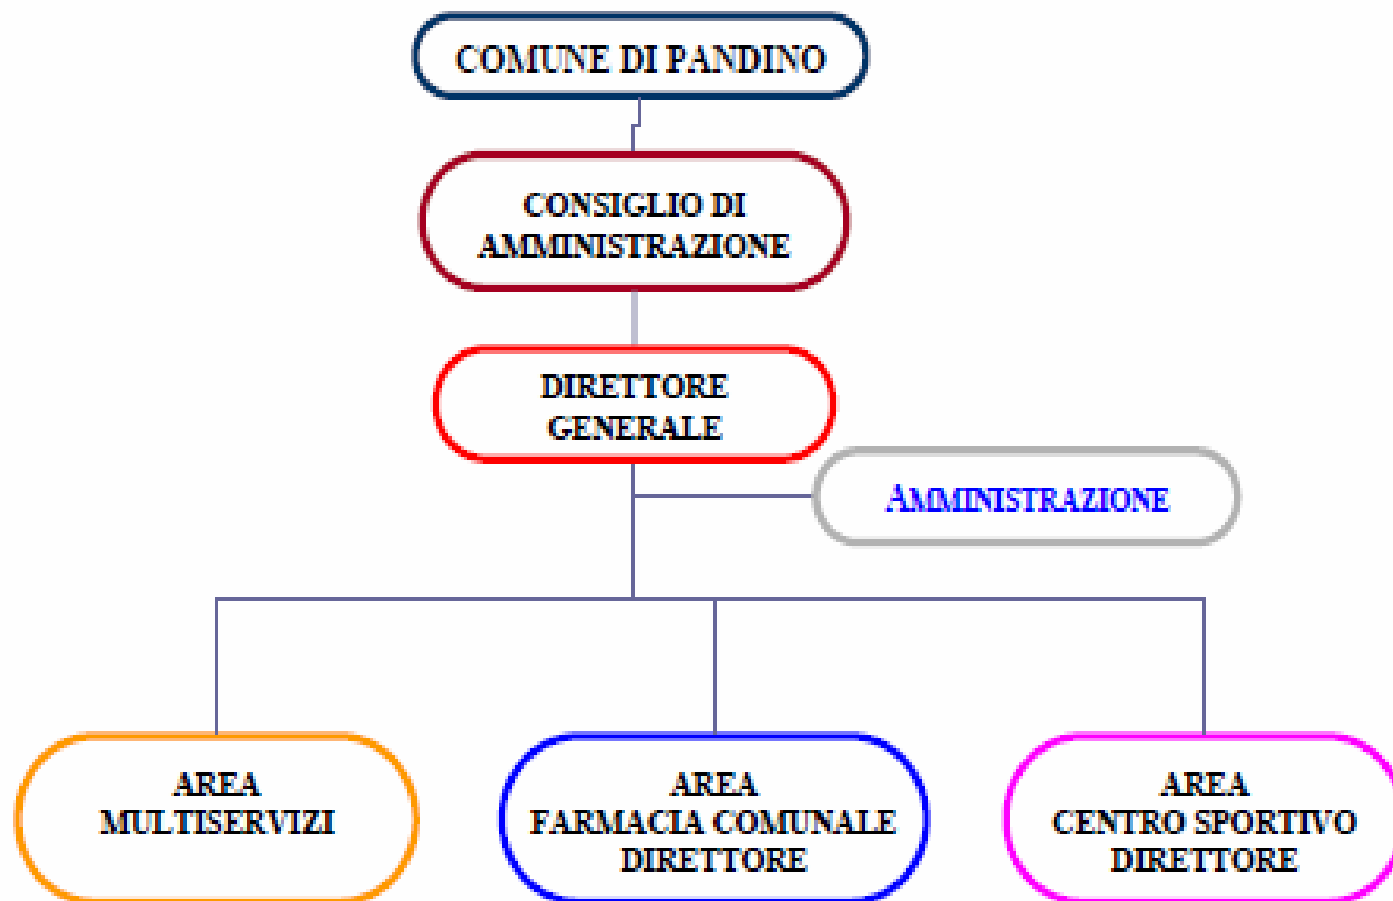 COMUNE DI PANDINO
CONSIGLIO DI
AMMINISTRAZIONE
DIRETTORE
GENERALE
AMMINISTRAZIONE
AREA
MULTISERVIZI
AREA
FARMACIA COMUNALE
DIRETTORE
AREA
CENTRO SPORTIVO
DIRETTORE